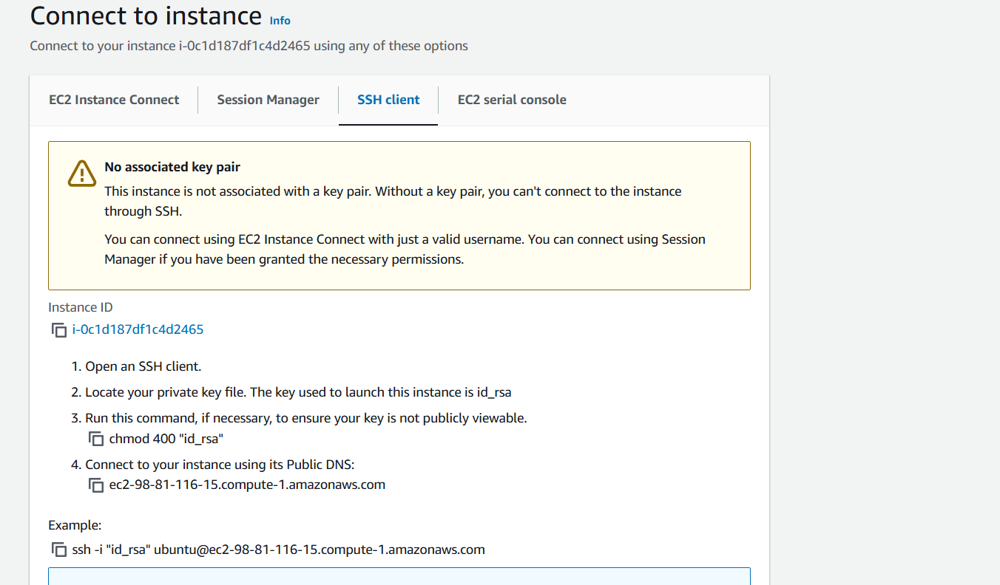 Connect to instance Info
Connect to your instance i-0c1d187df1c4d2465 using any of these options
EC2 Instance Connect
Session Manager
SSH client
EC2 serial console
No associated key pair
This instance is not associated with a key pair. Without a key pair, you can't connect to the instance
through SSH.
You can connect using EC2 Instance Connect with just a valid username. You can connect using Session
Manager if you have been granted the necessary permissions.
Instance ID
i-0c1d187df1c4d2465
1. Open an SSH client.
2. Locate your private key file. The key used to launch this instance is id_rsa
3. Run this command, if necessary, to ensure your key is not publicly viewable.
chmod 400 "id_rsa"
4. Connect to your instance using its Public DNS:
ec2-98-81-116-15.compute-1.amazonaws.com
Example:
ssh -i "id_rsa" ubuntu@ec2-98-81-116-15.compute-1.amazonaws.com